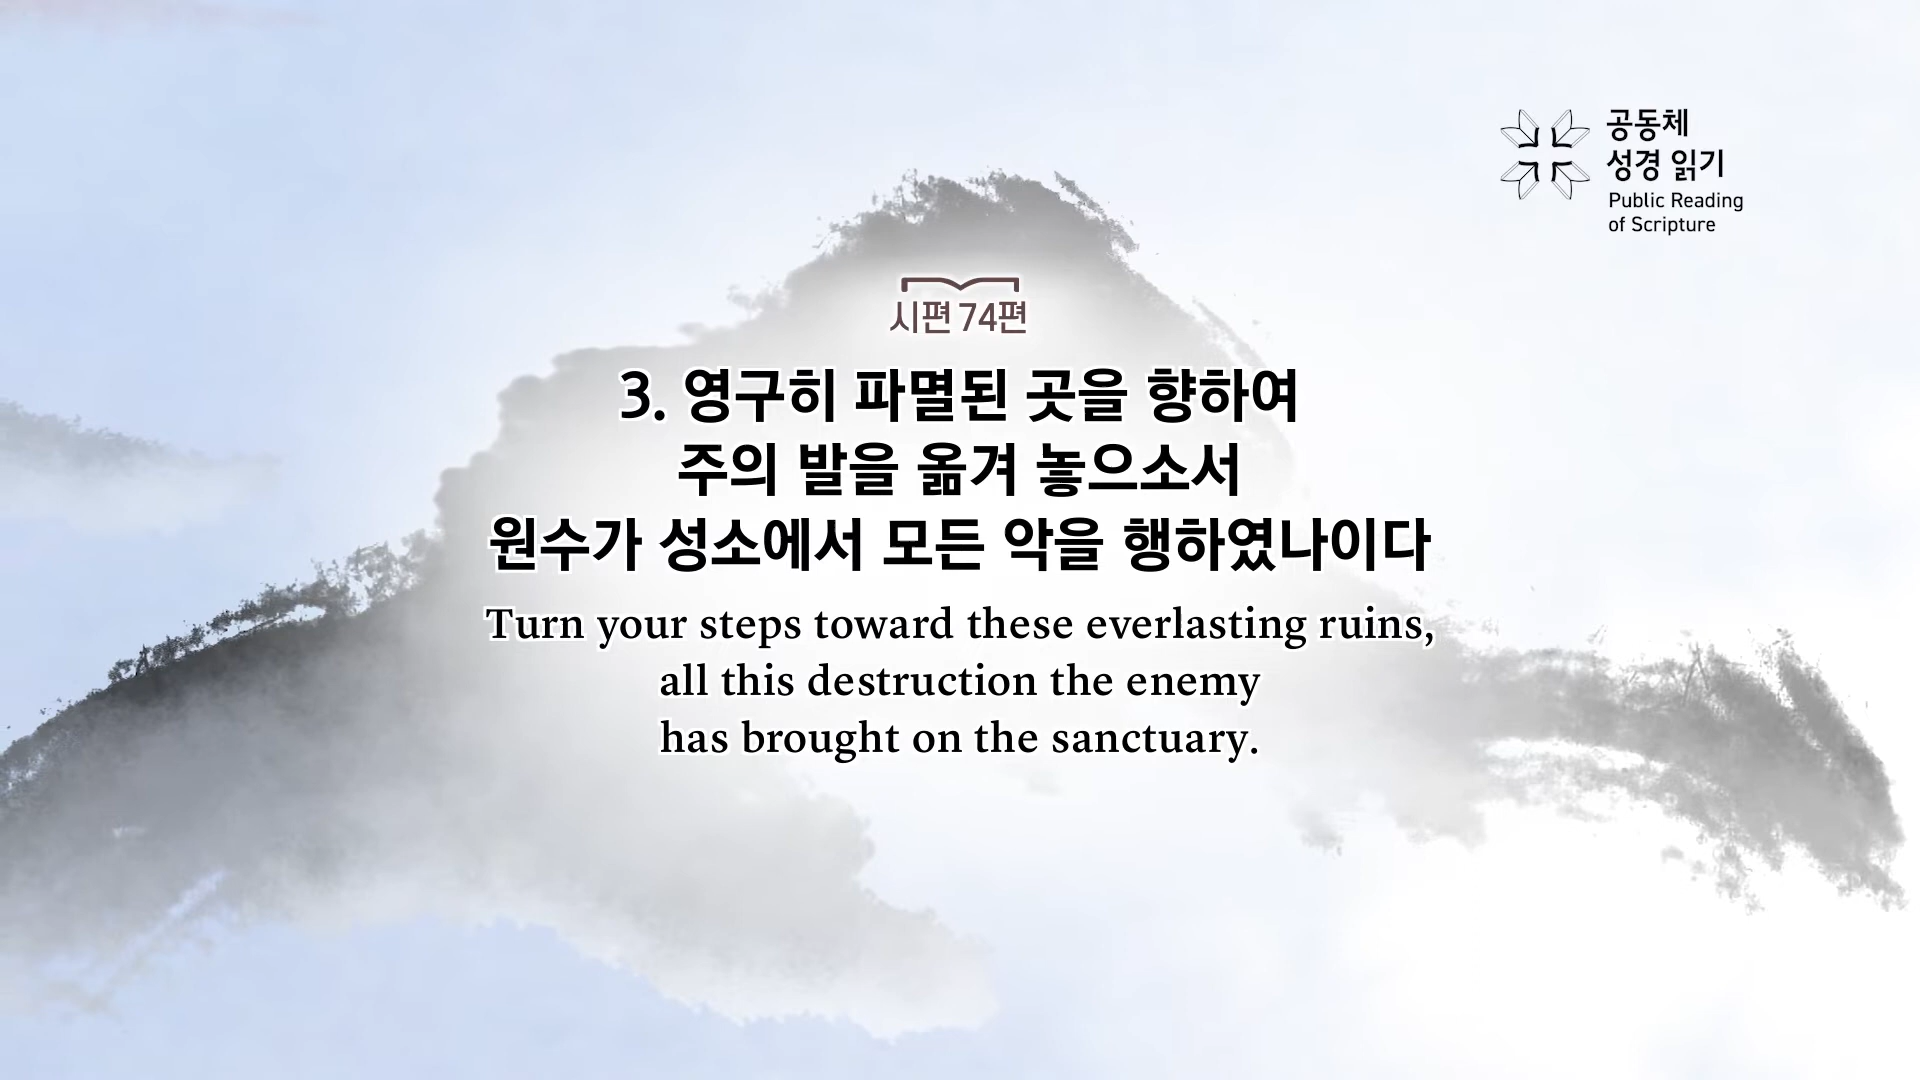 공동체
성경 읽기
Public Reading
of Scripture
시편 74편
3. 영구히 파멸된 곳을 향하여
주의 발을 옮겨 놓으소서
원수가 성소에서 모든 악을 행하였나이다
Turn your steps toward these everlasting ruins,
all this destruction the enemy
has brought on the sanctuary.